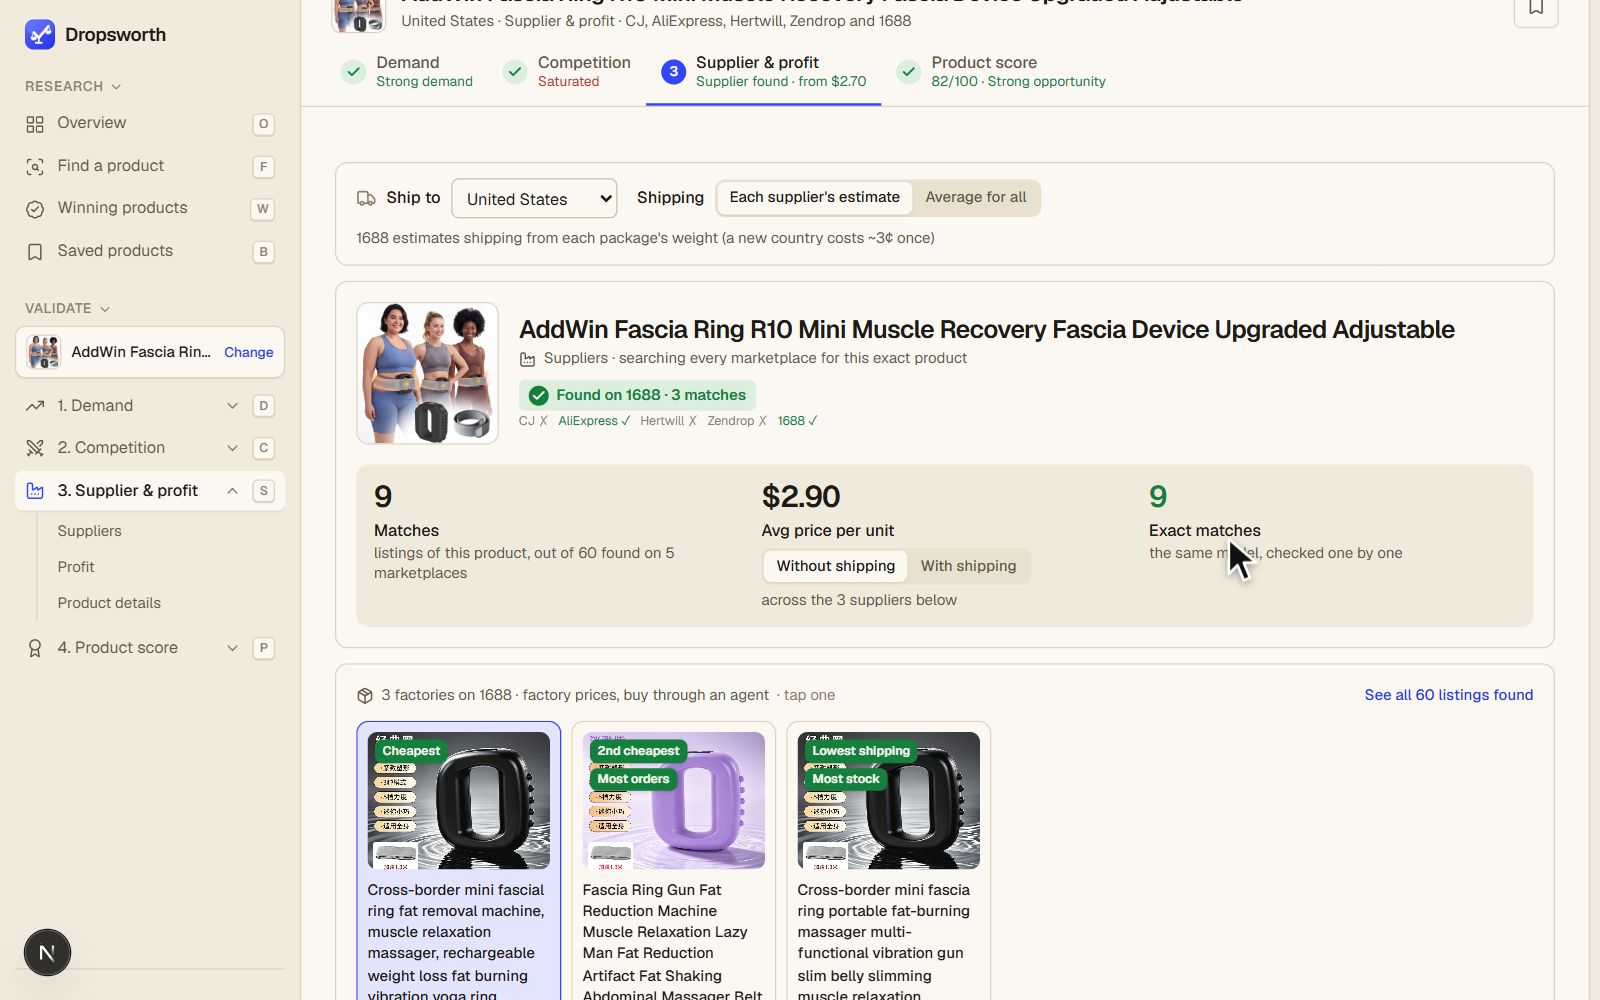 Dropsworth
RESEARCH
Overview
O
Find a product
F
Winning products
W
Saved products
B
VALIDATE
AddWin Fascia Rin...
Change
1. Demand
D
2. Competition
C
3. Supplier & profit
S
Suppliers
Profit
Product details
4. Product score
P
N
United States · Supplier & profit · CJ, AliExpress, Hertwill, Zendrop and 1688
Demand
Strong demand
Competition
Saturated
3
Supplier & profit
Supplier found · from $2.70
Product score
82/100 · Strong opportunity
Ship to
United States
Shipping
Each supplier's estimate
Average for all
1688 estimates shipping from each package's weight (a new country costs ~3¢ once)
AddWin Fascia Ring R10 Mini Muscle Recovery Fascia Device Upgraded Adjustable
Suppliers · searching every marketplace for this exact product
Found on 1688 · 3 matches
CJ ✗ AliExpress ✓ Hertwill ✗ Zendrop ✗ 1688 ✓
9
Matches
listings of this product, out of 60 found on 5
marketplaces
$2.90
Avg price per unit
Without shipping
With shipping
across the 3 suppliers below
9
Exact matches
the same model, checked one by one
3 factories on 1688 · factory prices, buy through an agent · tap one
See all 60 listings found
Cheapest
Cross-border mini fascial
ring fat removal machine,
muscle relaxation
massager, rechargeable
weight loss fat burning
vibration yoga ring
2nd cheapest
Most orders
Fascia Ring Gun Fat
Reduction Machine
Muscle Relaxation Lazy
Man Fat Reduction
Artifact Fat Shaking
Abdominal Massager Belt
Lowest shipping
Most stock
Cross-border mini fascia
ring portable fat-burning
massager multi-
functional vibration gun
slim belly slimming
muscle relaxation